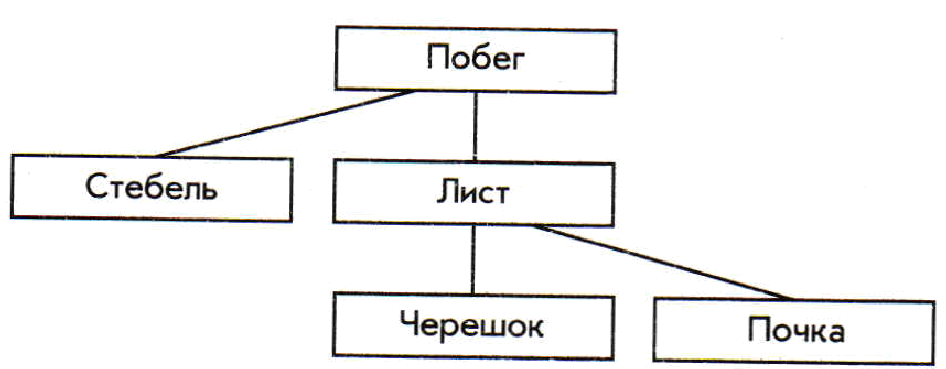 Побег
Стебель
Лист
Черешок
Почка